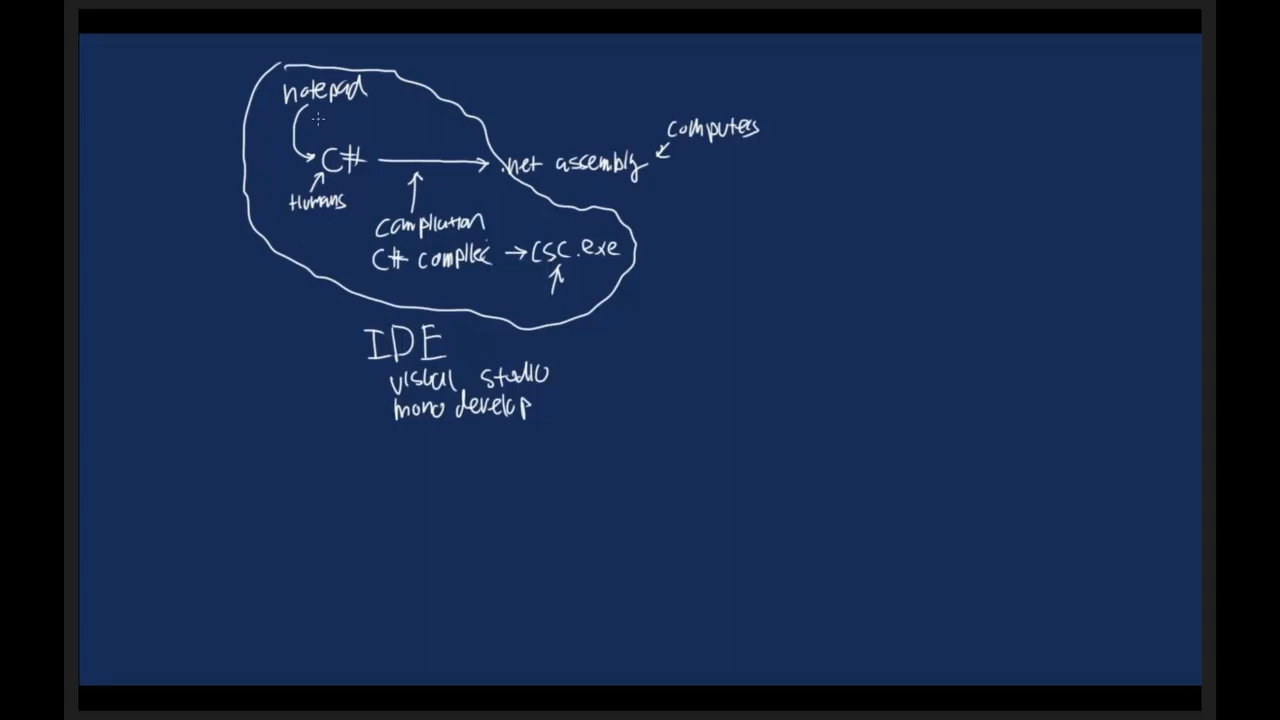 notepad
computers
C# → .net assembly
Humans
compilation
C# compiler → CSC.exe
IDE
visual studio
mono develop